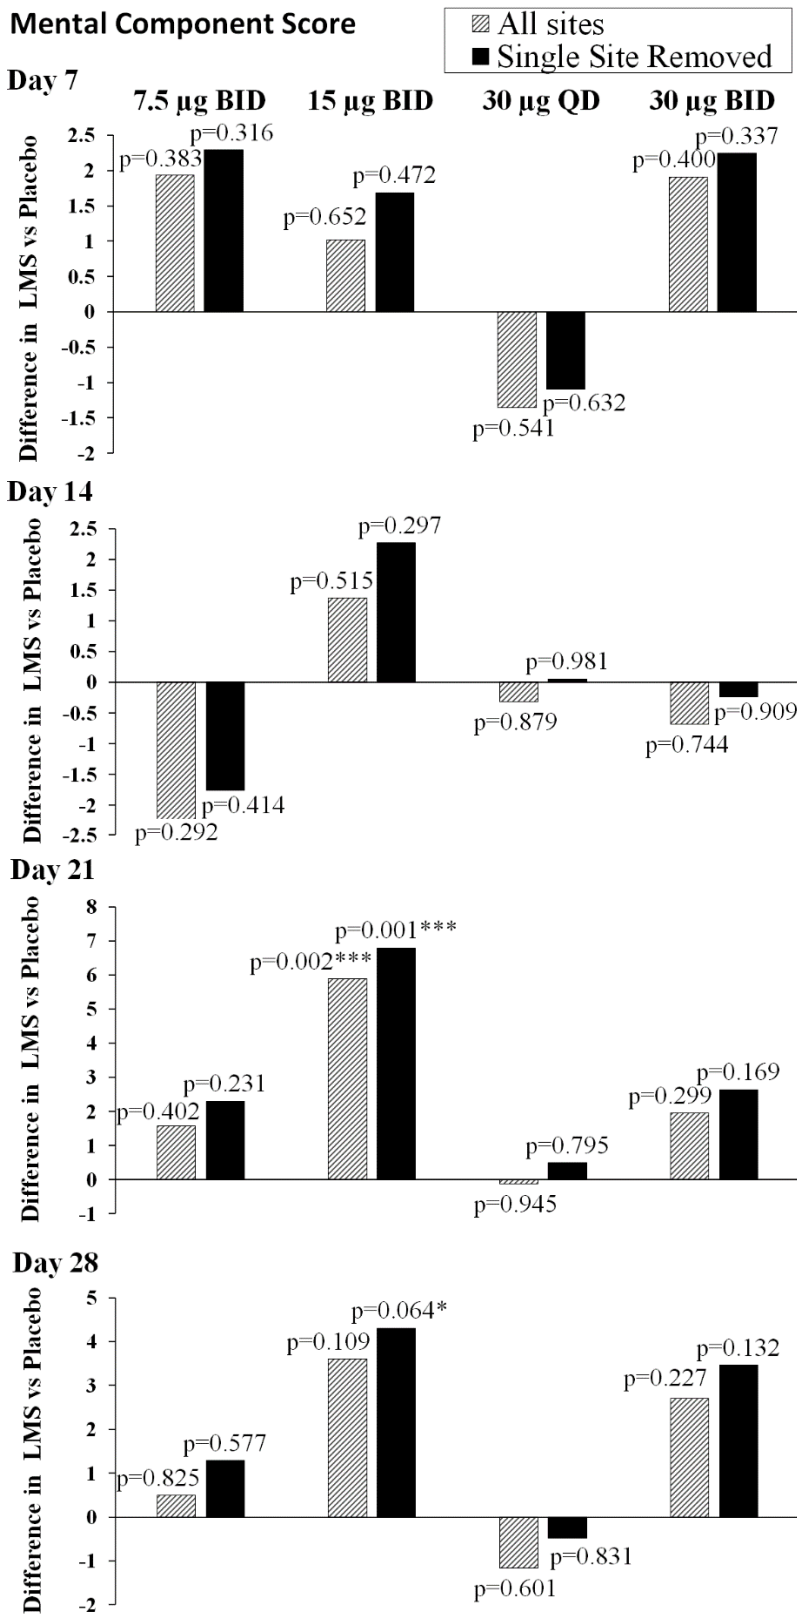 Mental Component Score
All sites
Single Site Removed
Day 7
7.5 µg BID 15 µg BID 30 µg QD 30 µg BID
Difference in LMS vs Placebo
2.5
2
1.5
1
0.5
0
-0.5
-1
-1.5
-2
p=0.383
p=0.316
p=0.652
p=0.472
p=0.541
p=0.632
p=0.400
p=0.337
Day 14
Difference in LMS vs Placebo
2.5
2
1.5
1
0.5
0
-0.5
-1
-1.5
-2
-2.5
p=0.292
p=0.414
p=0.515
p=0.297
p=0.879
p=0.981
p=0.744
p=0.909
Day 21
Difference in LMS vs Placebo
8
7
6
5
4
3
2
1
0
-1
p=0.402
p=0.231
p=0.002***
p=0.001***
p=0.945
p=0.795
p=0.299
p=0.169
Day 28
Difference in LMS vs Placebo
5
4
3
2
1
0
-1
-2
p=0.825
p=0.577
p=0.109
p=0.064*
p=0.601
p=0.831
p=0.227
p=0.132